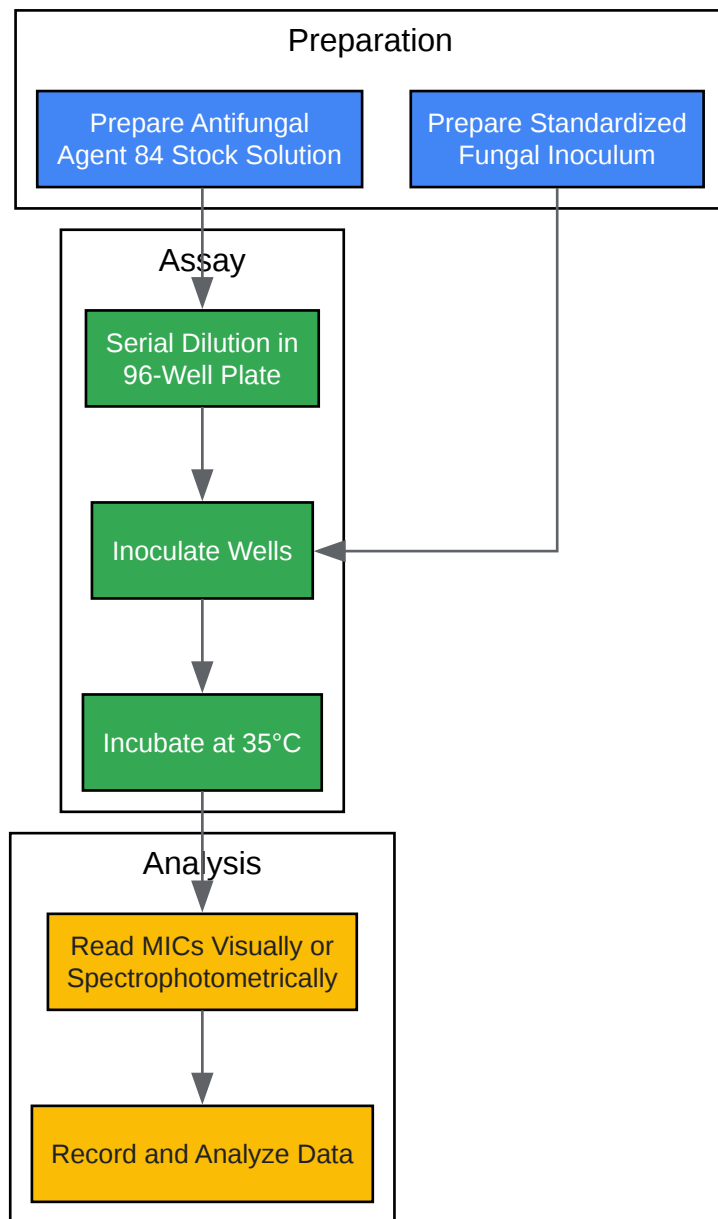 Preparation
Prepare Antifungal
Agent 84 Stock Solution
Prepare Standardized
Fungal Inoculum
Assay
Serial Dilution in
96-Well Plate
Inoculate Wells
Incubate at 35°C
Analysis
Read MICs Visually or
Spectrophotometrically
Record and Analyze Data